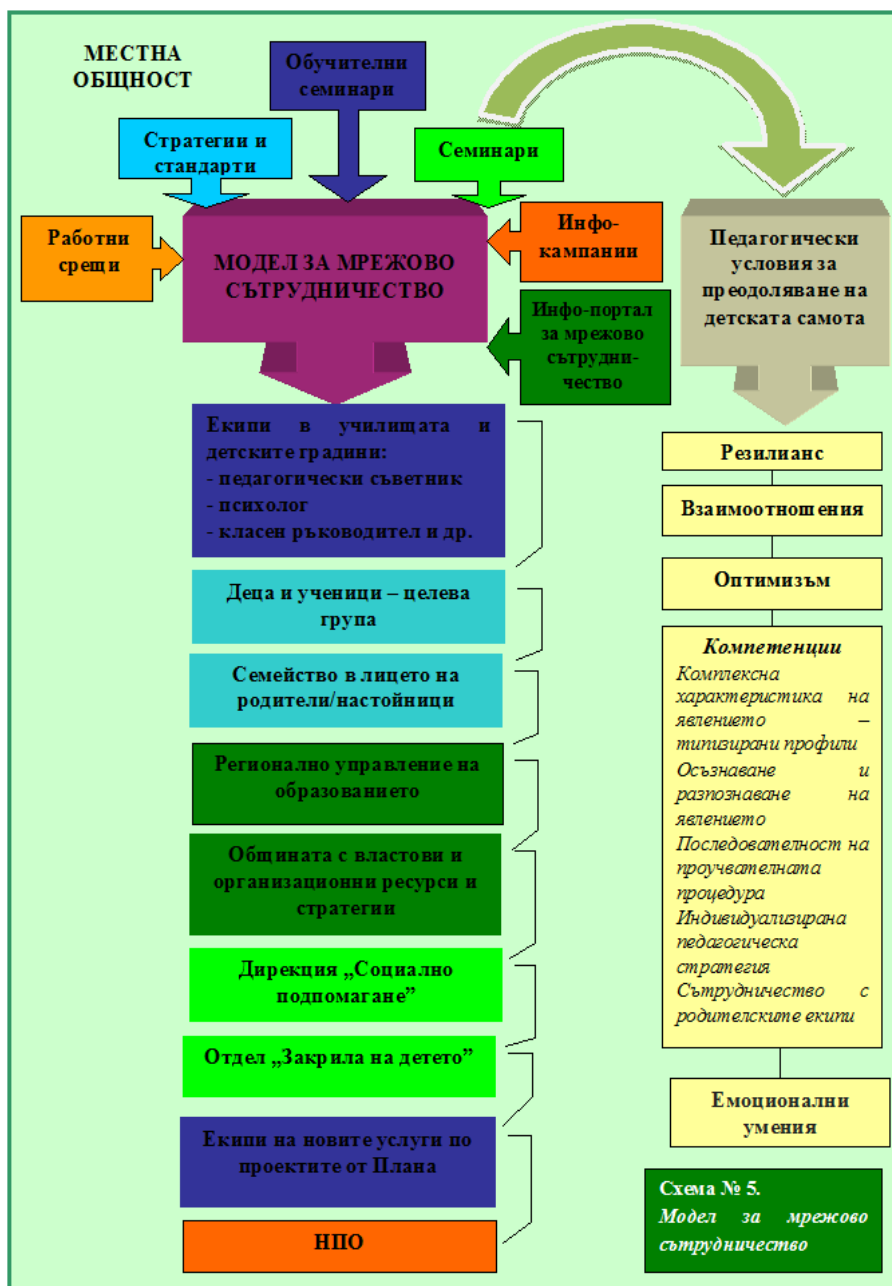 МЕСТНА
ОБЩНОСТ
Обучителни
семинари
Стратегии и
стандарти
Семинари
Работни
срещи
МОДЕЛ ЗА МРЕЖОВО
СЪТРУДНИЧЕСТВО
Инфо-
кампании
Инфо-портал
за мрежово
сътрудни-
чество
Педагогически
условия за
преодоляване на
детската самота
Екипи в училищата и
детските градини:
- педагогически съветник
- психолог
- класен ръководител и др.
Деца и ученици – целева
група
Семейство в лицето на
родители/настойници
Регионално управление на
образованието
Общината с властови и
организационни ресурси и
стратегии
Дирекция „Социално
подпомагане”
Отдел „Закрила на детето”
Екипи на новите услуги по
проектите от Плана
НПО
Резилианс
Взаимоотношения
Оптимизъм
Компетенции
Комплексна
характеристика на
явлението –
типизирани профили
Осъзнаване и
разпознаване на
явлението
Последователност на
проучвателната
процедура
Индивидуализирана
педагогическа
стратегия
Сътрудничество с
родителските екипи
Емоционални
умения
Схема № 5.
Модел за мрежово
сътрудничество